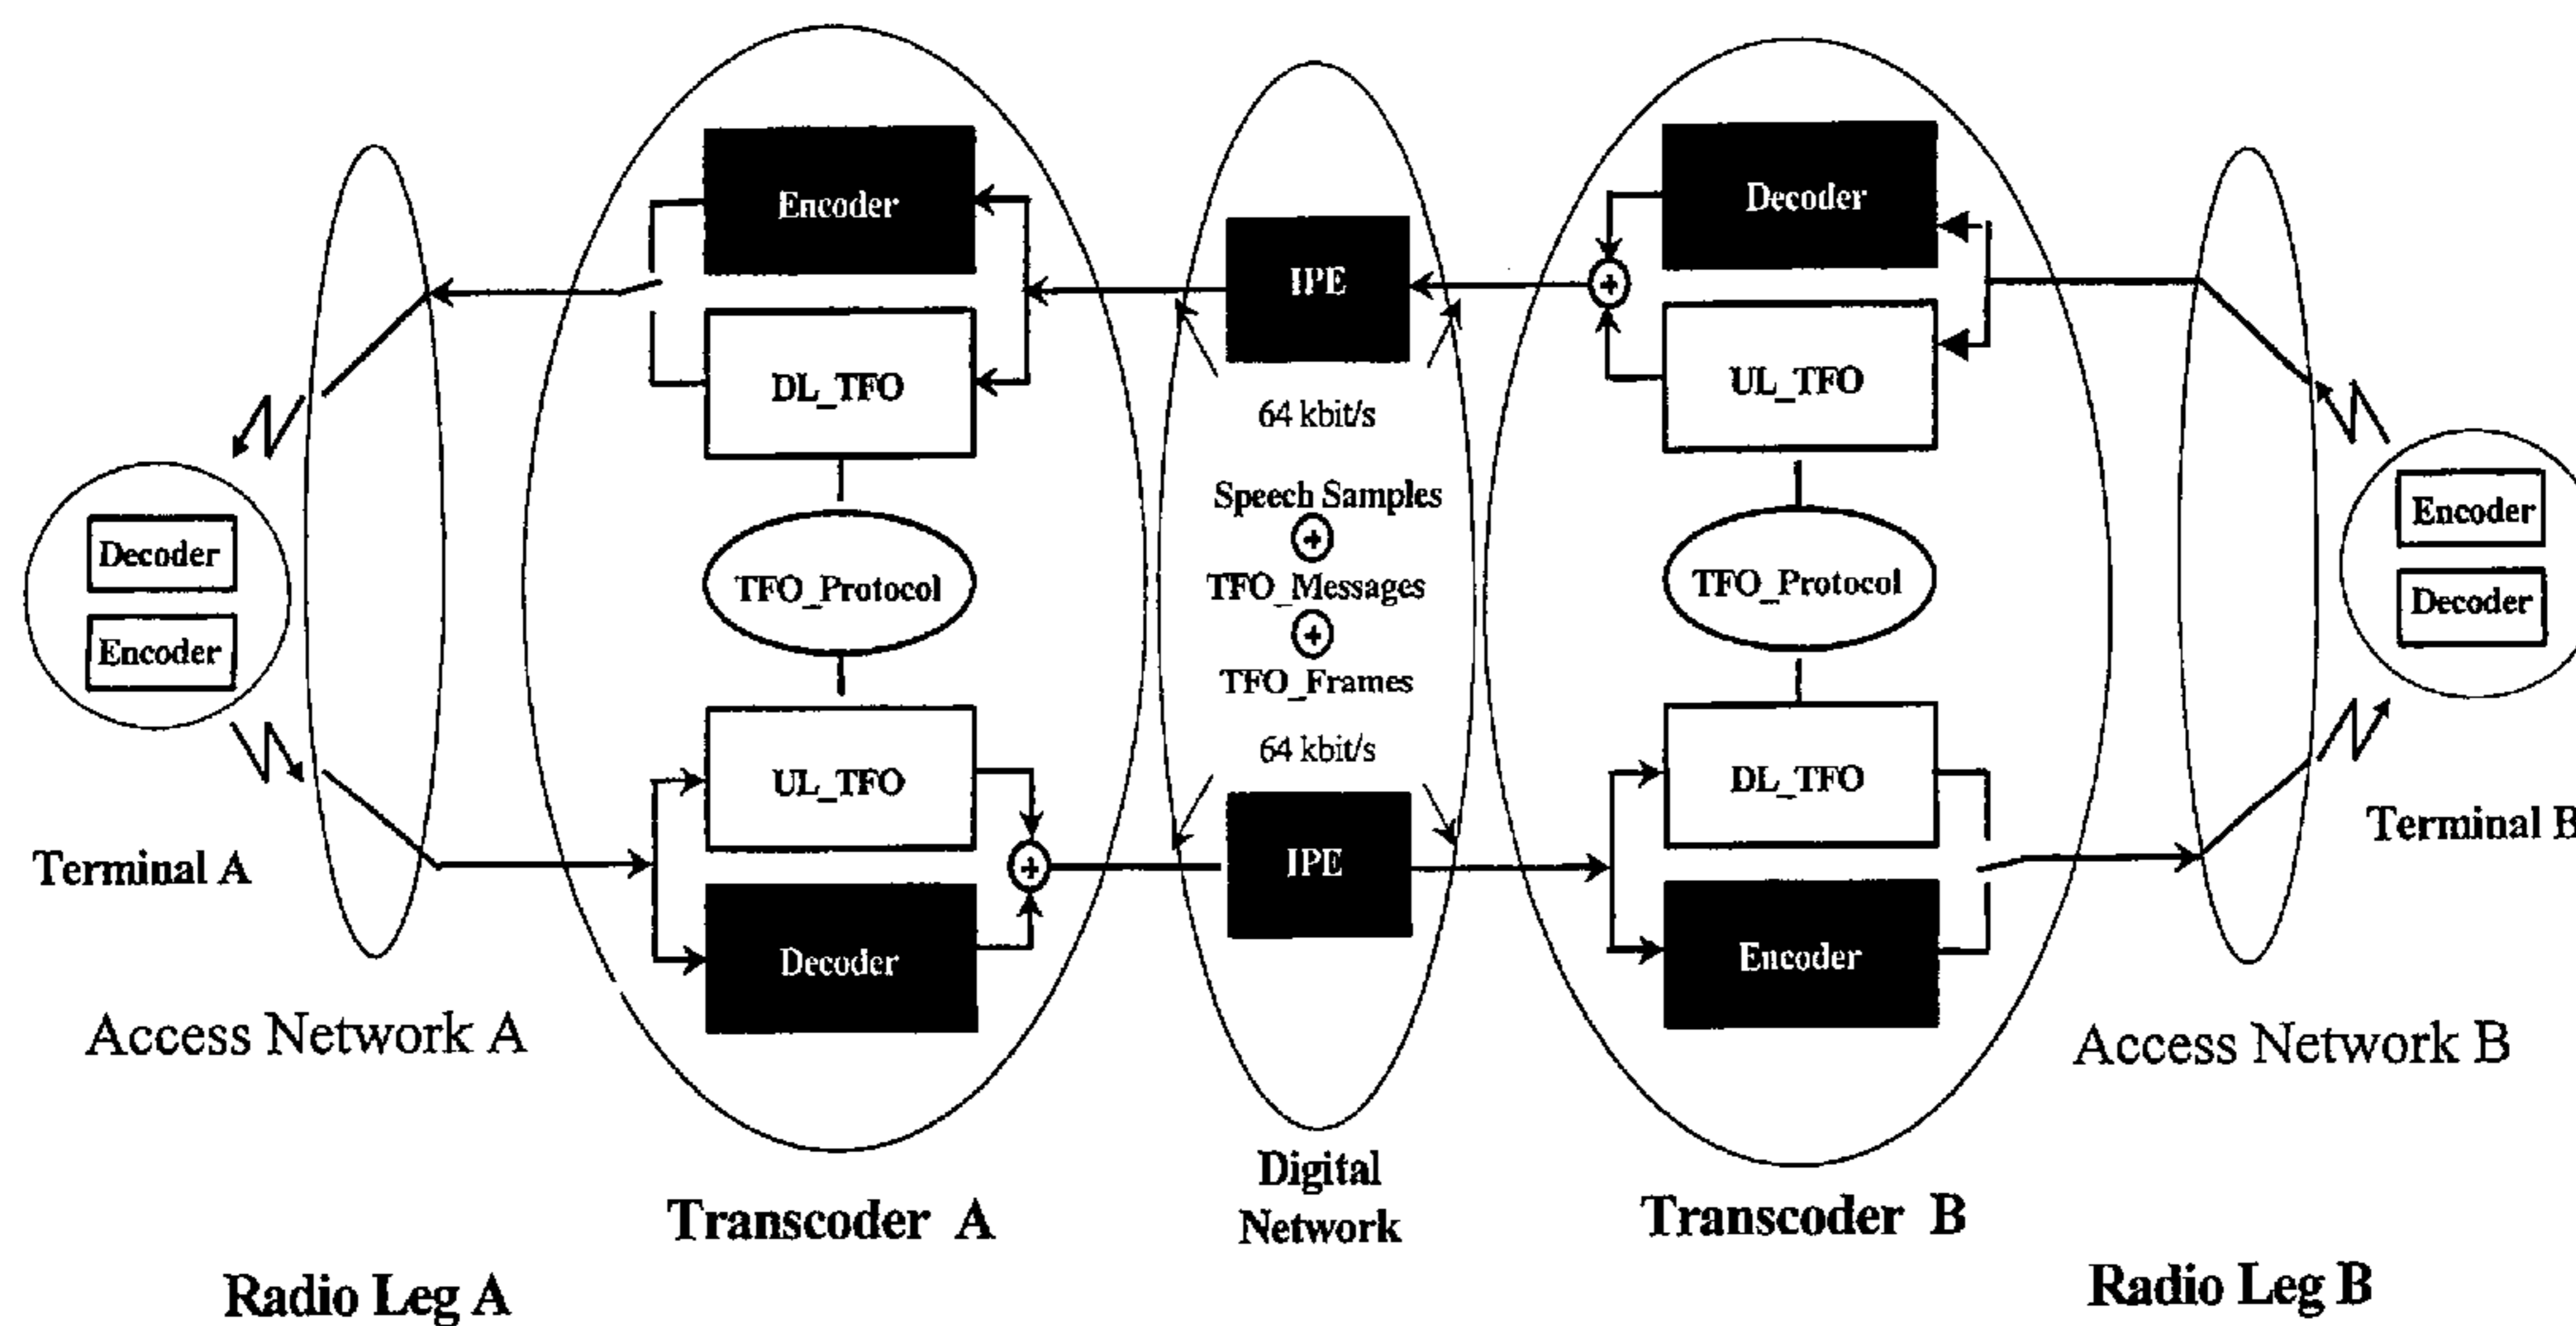 Encoder
DL_TFO
TFO_Protocol
UL_TFO
Decoder
Decoder
Encoder
Terminal A
Access Network A
Transcoder A
Radio Leg A
IPE
64 kbit/s
Speech Samples
+
TFO_Messages
+
TFO_Frames
64 kbit/s
IPE
Digital
Network
Decoder
+
UL_TFO
TFO_Protocol
DL_TFO
Encoder
+
Encoder
Decoder
Terminal B
Access Network B
Transcoder B
Radio Leg B